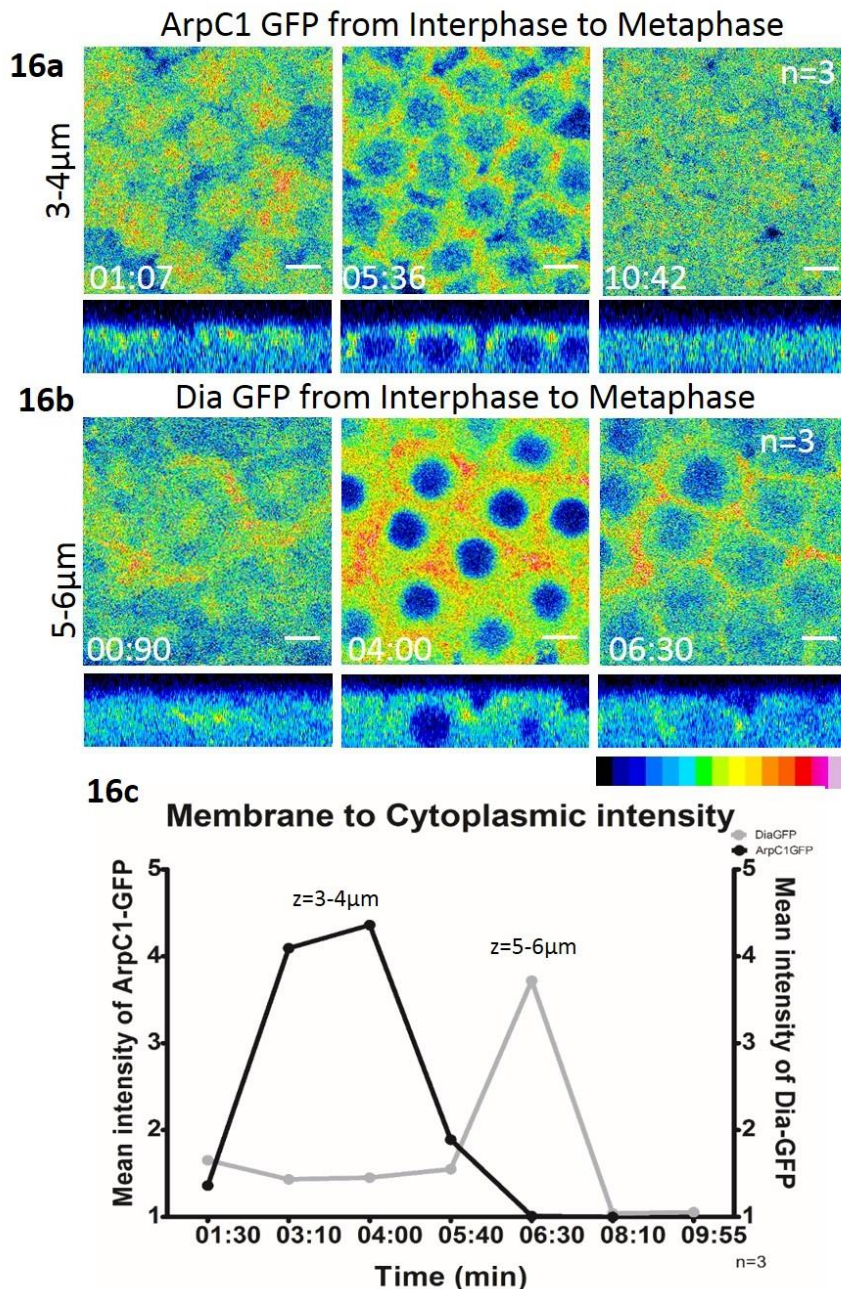 ArpC1 GFP from Interphase to Metaphase
16a
3-4µm
n=3
01:07
05:36
10:42
16b
Dia GFP from Interphase to Metaphase
5-6µm
n=3
00:90
04:00
06:30
16c
Membrane to Cytoplasmic intensity
DiaGFP
ArpC1GFP
Mean intensity of ArpC1-GFP
5
4
3
2
1
z=3-4µm
z=5-6µm
5
4
3
2
1
Mean intensity of Dia-GFP
01:30 03:10 04:00 05:40 06:30 08:10 09:55
Time (min)
n=3